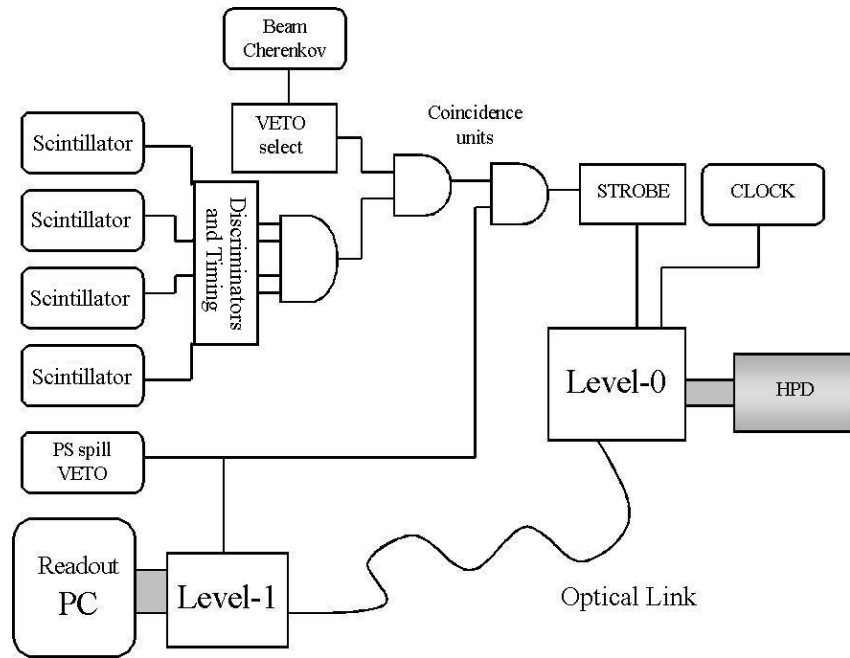 Beam
Cherenkov
Scintillator
VETO
select
Coincidence
units
Scintillator
Discriminators
and Timing
STROBE
CLOCK
Scintillator
Scintillator
Level-0
HPD
PS spill
VETO
Readout
PC
Level-1
Optical Link